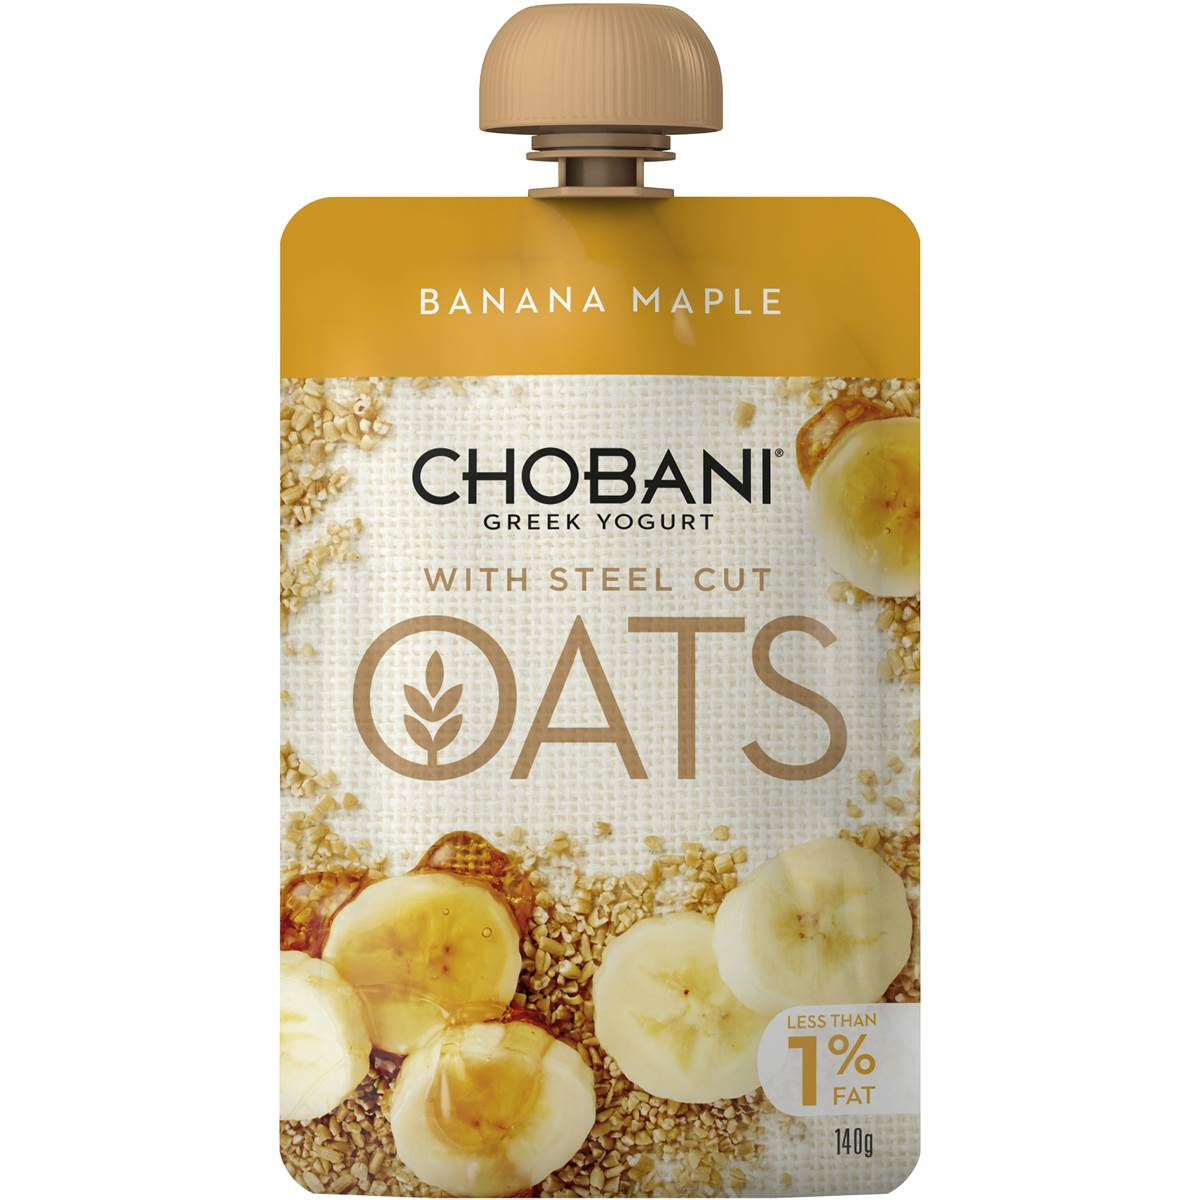 BANANA MAPLE
CHOBANI®
GREEK YOGURT
WITH STEEL CUT
OATS
LESS THAN
1%
FAT
140g